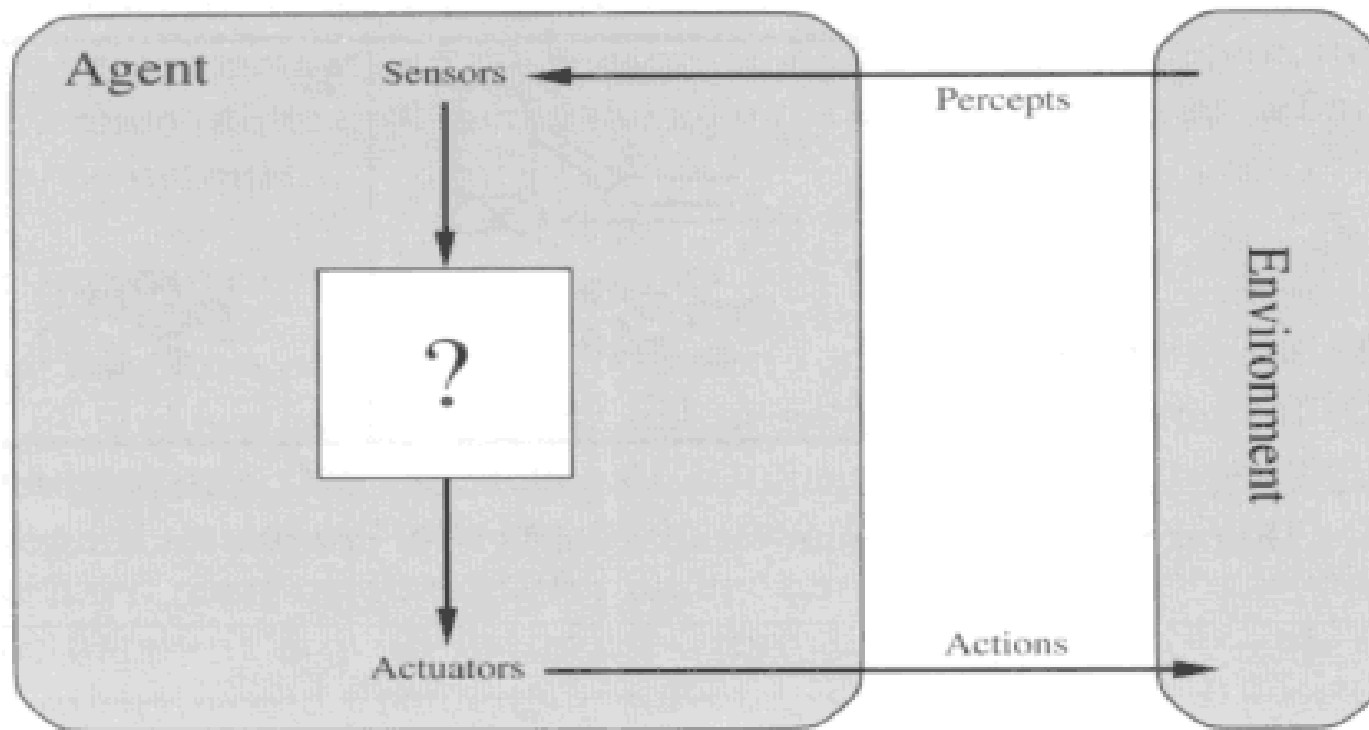 Agent
Sensors
Percepts
?
Environment
Actuators
Actions